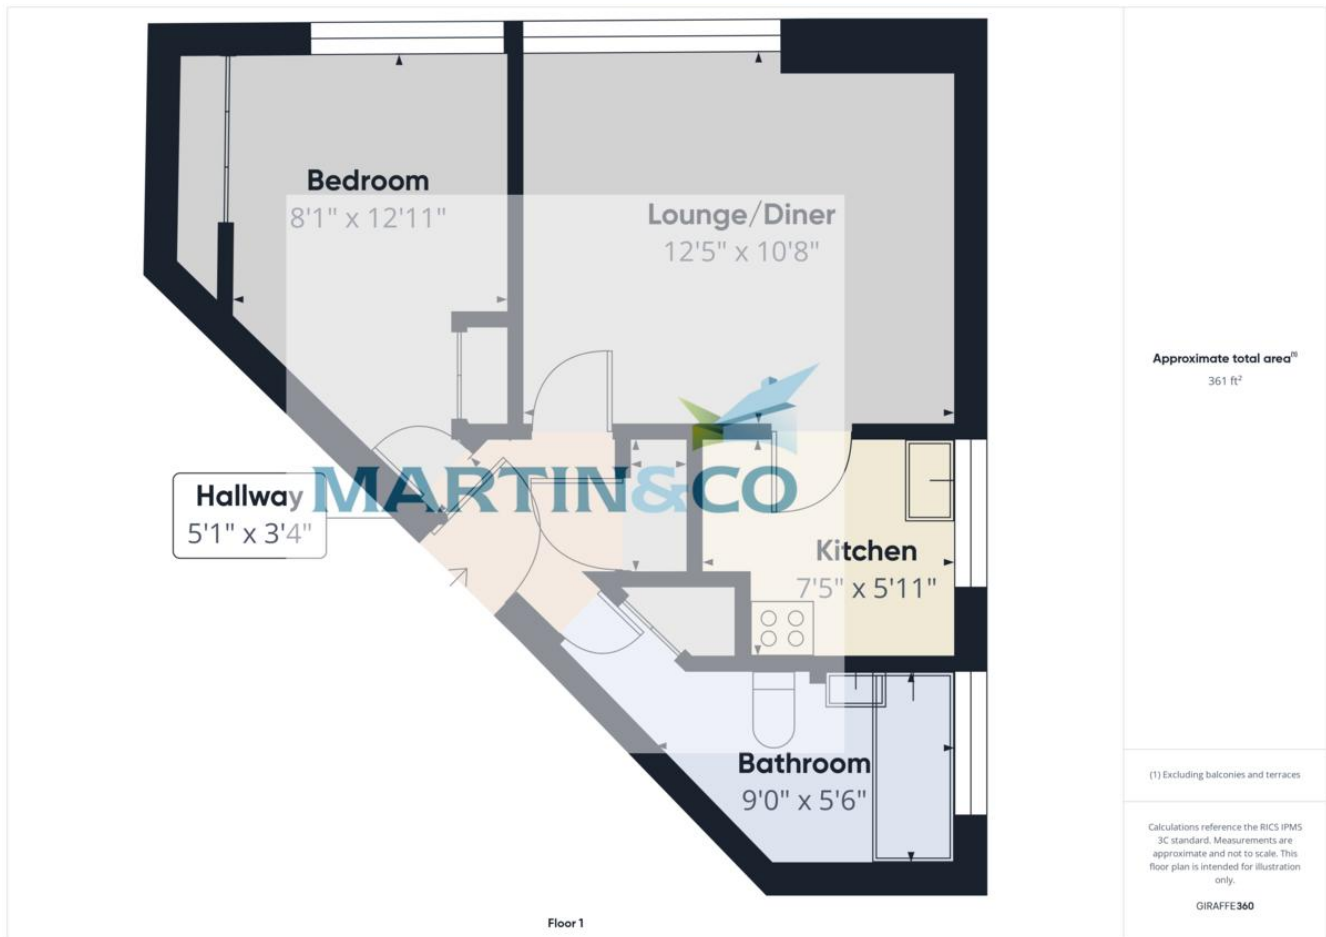 Bedroom
8'1" x 12'11"
Lounge/Diner
12'5" x 10'8"
MARTIN&CO
Hallway
5'1" x 3'4"
Kitchen
7'5" x 5'11"
Bathroom
9'0" x 5'6"
Floor 1
Approximate total area(1)
361 ft²
(1) Excluding balconies and terraces
Calculations reference the RICS IPMS
3C standard. Measurements are
approximate and not to scale. This
floor plan is intended for illustration
only.
GIRAFFE360